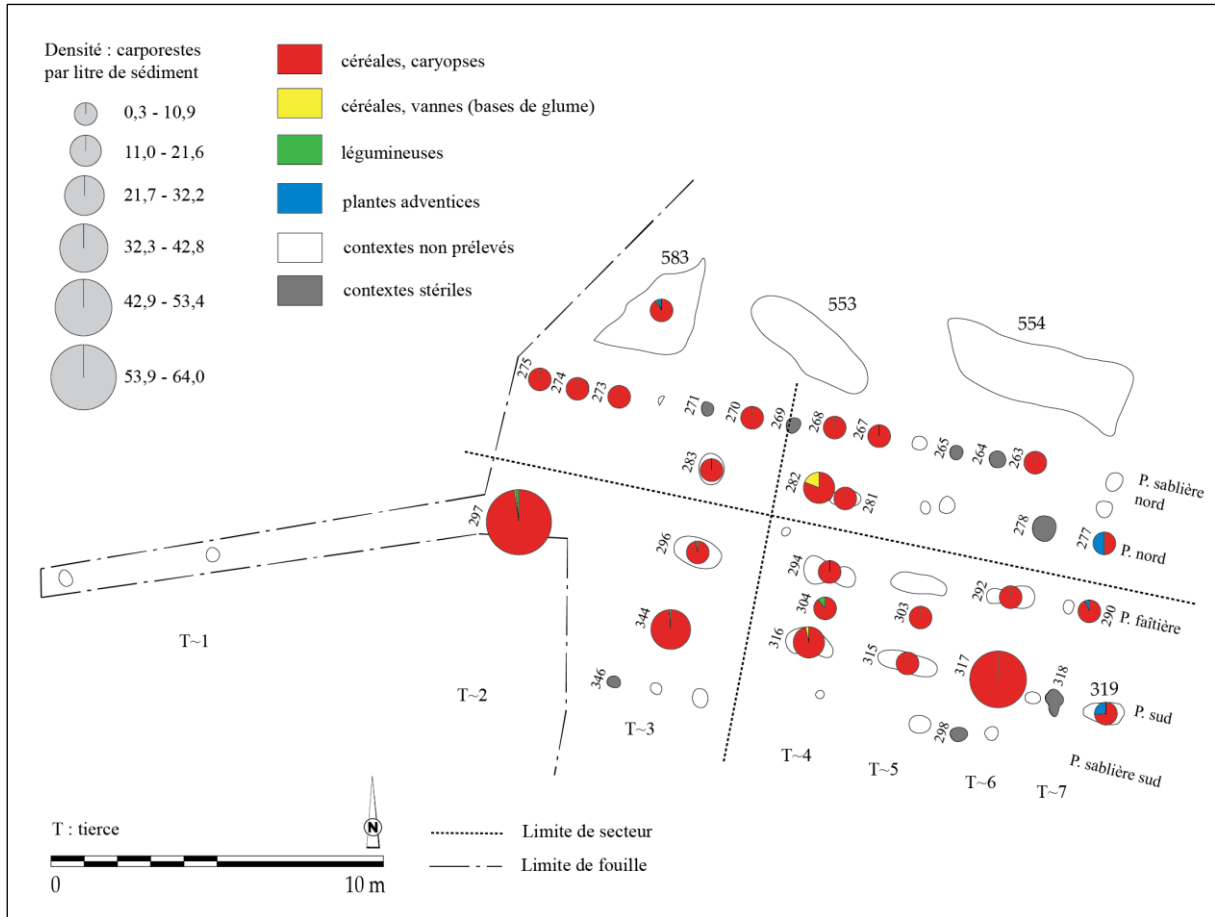 Densité : carporestes
par litre de sédiment
0,3 - 10,9
11,0 - 21,6
21,7 - 32,2
32,3 - 42,8
42,9 - 53,4
53,9 - 64,0
céréales, caryopses
céréales, vannes (bases de glume)
légumineuses
plantes adventices
contextes non prélevés
contextes stériles
583
553
554
275
274
273
271
270
269
268
267
265
264
263
P. sablière
nord
283
282
281
278
277
P. nord
297
296
294
292
290
P. faîtière
304
303
344
316
315
317
318
319
P. sud
346
298
P. sablière sud
T~1
T~2
T~3
T~4
T~5
T~6
T~7
T : tierce
N
0
10 m
Limite de secteur
Limite de fouille